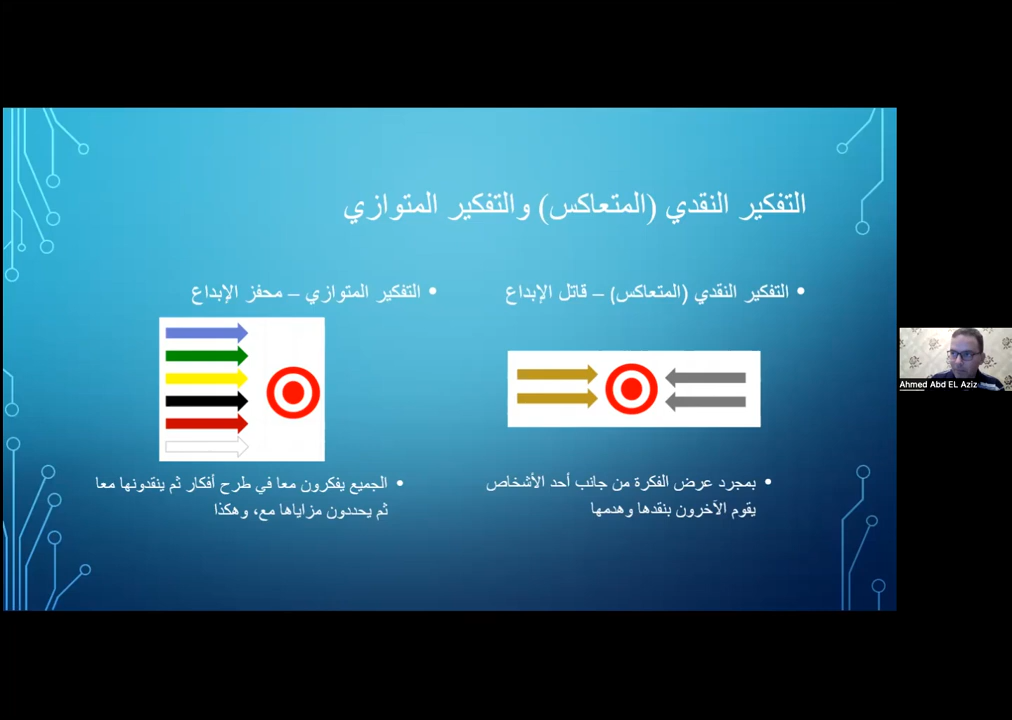 التفكير النقدي (المتعاكس) والتفكير المتوازي
• التفكير النقدي (المتعاكس) – قاتل الإبداع
• بمجرد عرض الفكرة من جانب أحد الأشخاص
يقوم الآخرون بنقدها وهدمها
• التفكير المتوازي – محفز الإبداع
• الجميع يفكرون معا في طرح أفكار ثم ينقدونها معا
ثم يحددون مزاياها مع، وهكذا
Ahmed Abd EL Aziz